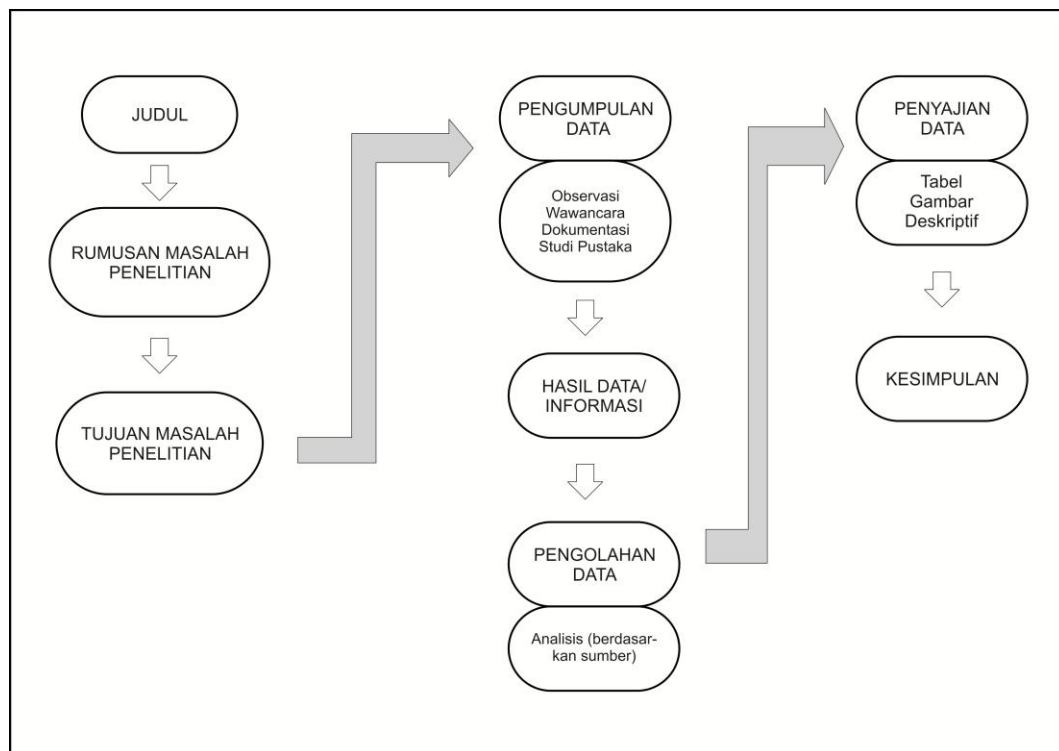 JUDUL
RUMUSAN MASALAH
PENELITIAN
TUJUAN MASALAH
PENELITIAN
PENGUMPULAN
DATA
Observasi
Wawancara
Dokumentasi
Studi Pustaka
HASIL DATA/
INFORMASI
PENGOLAHAN
DATA
Analisis (berdasar-
kan sumber)
PENYAJIAN
DATA
Tabel
Gambar
Deskriptif
KESIMPULAN